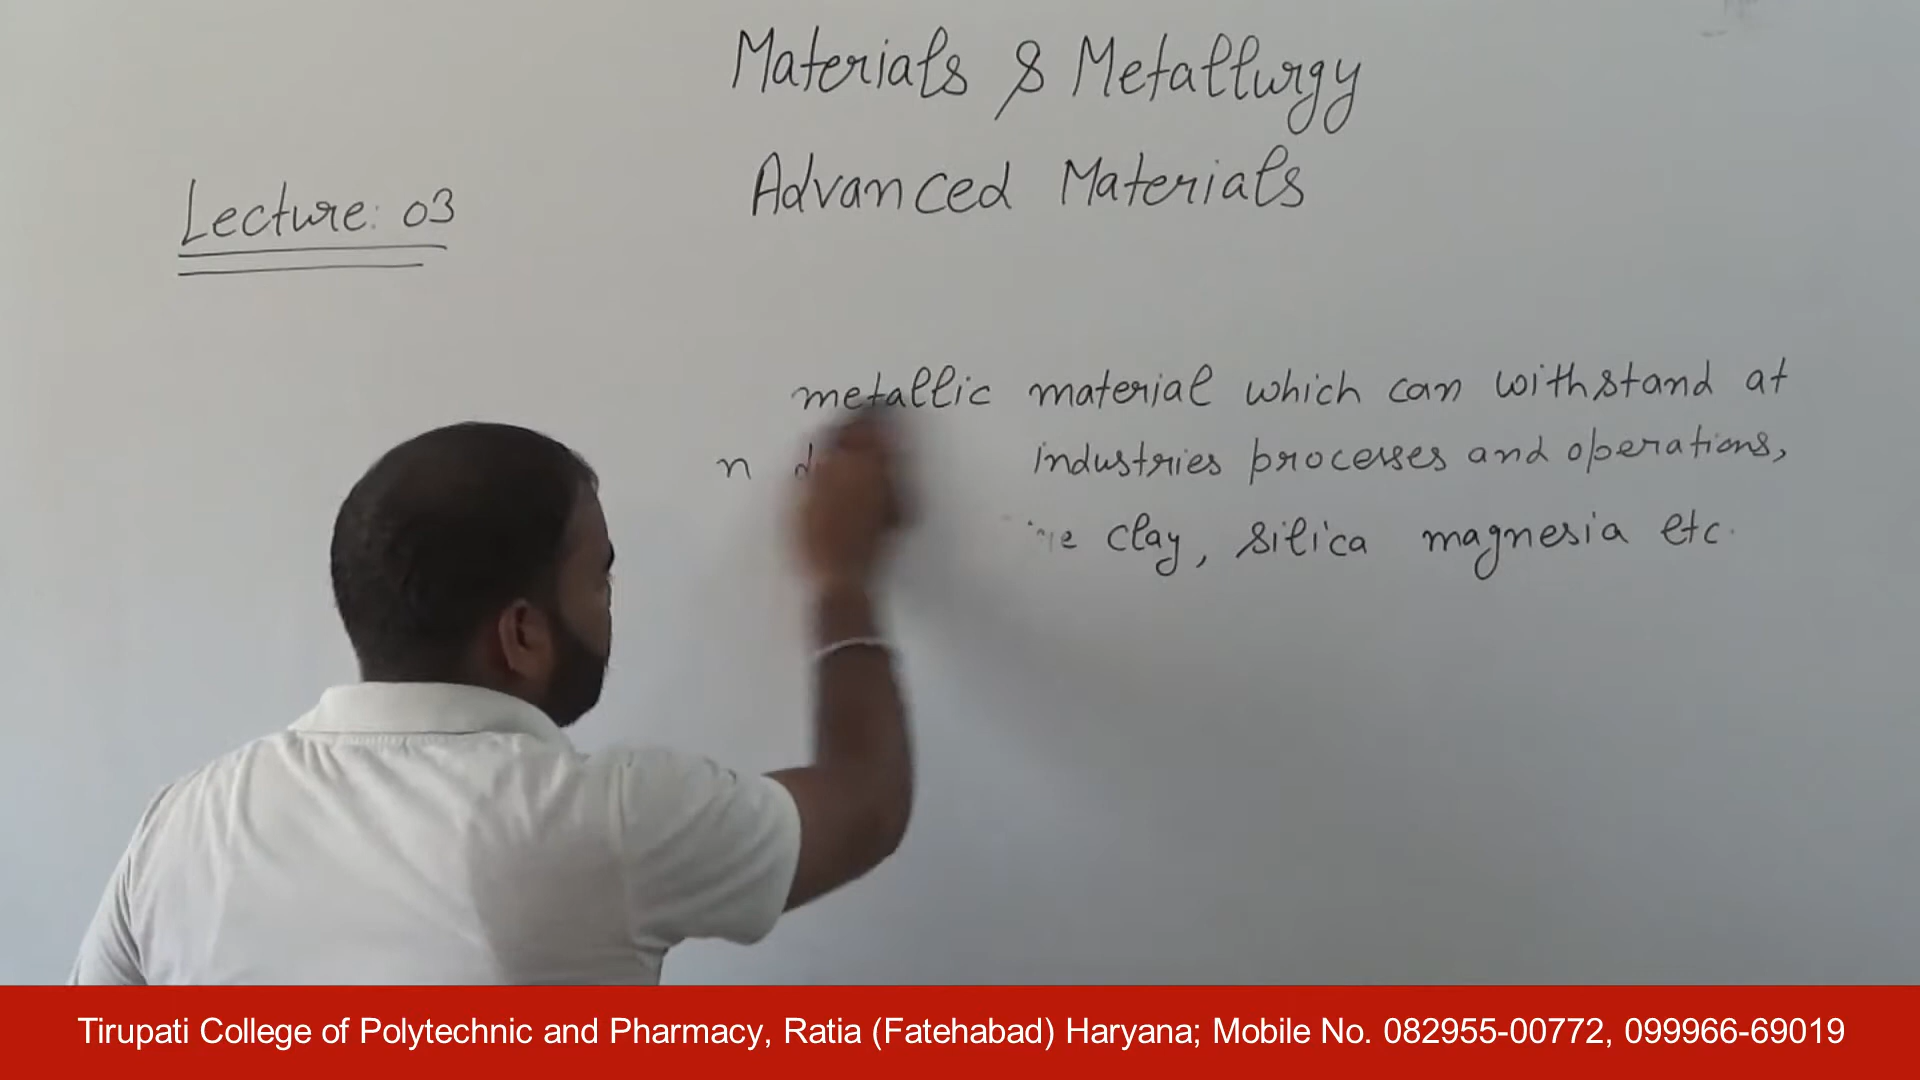 Materials & Metallurgy
Advanced Materials
Lecture: 03
metallic material which can withstand at
n industries processes and operations,
clay, silica magnesia etc.
Tirupati College of Polytechnic and Pharmacy, Ratia (Fatehabad) Haryana; Mobile No. 082955-00772, 099966-69019